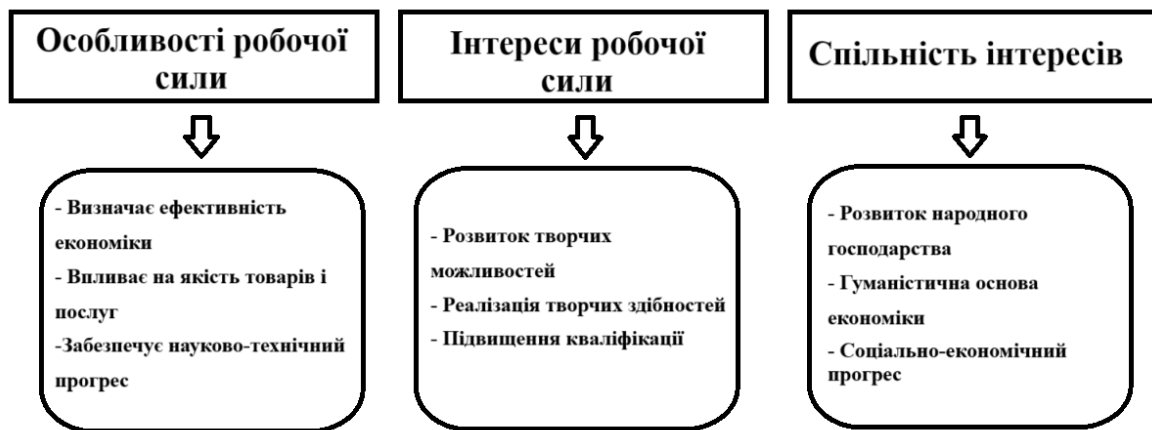 Особливості робочої
сили
- Визначає ефективність
економіки
- Впливає на якість товарів і
послуг
-Забезпечує науково-технічний
прогрес
Інтереси робочої
сили
- Розвиток творчих
можливостей
- Реалізація творчих здібностей
- Підвищення кваліфікації
Спільність інтересів
- Розвиток народного
господарства
- Гуманістична основа
економіки
- Соціально-економічний
прогрес